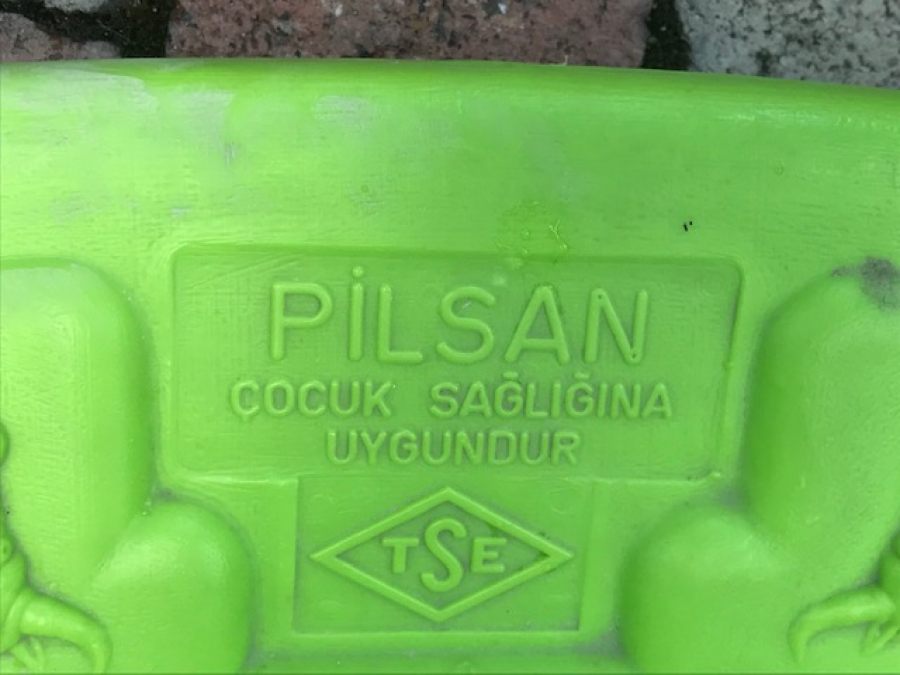 PİLSAN
ÇOCUK SAĞLIĞINA
UYGUNDUR
TSE